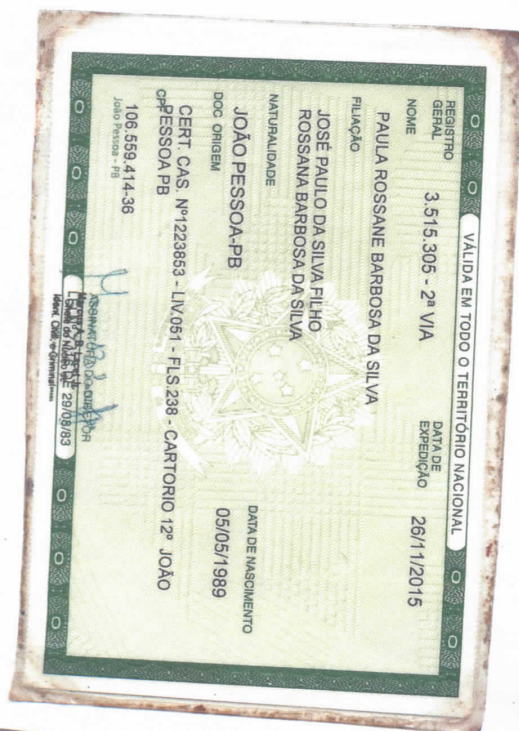 VÁLIDA EM TODO O TERRITÓRIO NACIONAL
REGISTRO GERAL 3.515.305 - 2ª VIA DATA DE EXPEDIÇÃO 26/11/2015
NOME
PAULA ROSSANE BARBOSA DA SILVA
FILIAÇÃO
JOSÉ PAULO DA SILVA FILHO
ROSSANA BARBOSA DA SILVA
NATURALIDADE DATA DE NASCIMENTO
JOÃO PESSOA-PB 05/05/1989
DOC ORIGEM
CERT. CAS. Nº1223853 - LIV.051 - FLS.238 - CARTORIO 12º JOÃO
PESSOA PB
CPF
106.559.414-36
João Pessoa - PB
ASSINATURA DO DIRETOR
29/08/83
Ident. Civil e Criminal